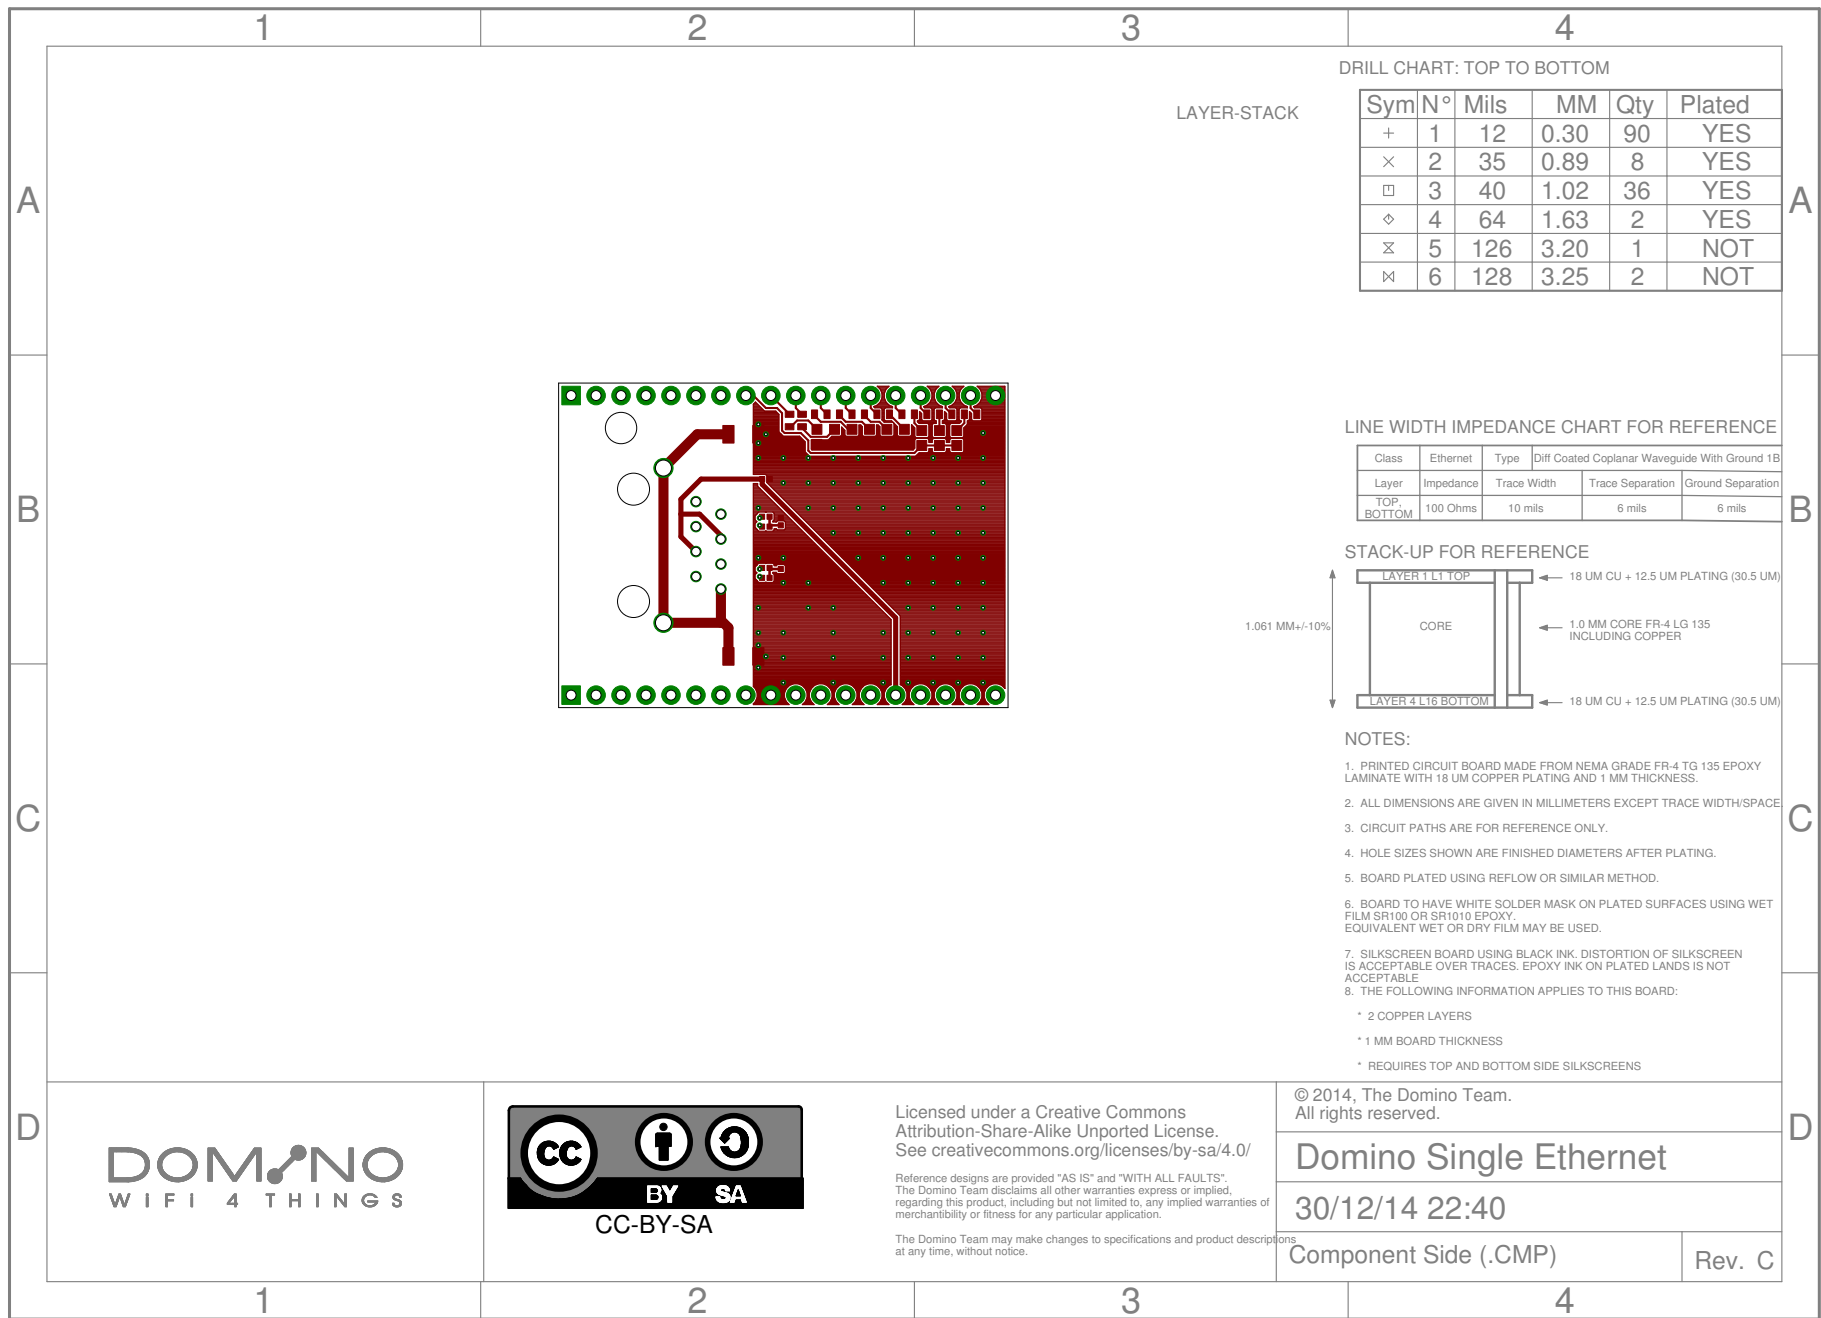 1 2 3 4
DRILL CHART: TOP TO BOTTOM
LAYER-STACK
Sym N° Mils MM Qty Plated
+ 1 12 0.30 90 YES
× 2 35 0.89 8 YES
3 40 1.02 36 YES
4 64 1.63 2 YES
5 126 3.20 1 NOT
6 128 3.25 2 NOT
A A
LINE WIDTH IMPEDANCE CHART FOR REFERENCE
Class Ethernet Type Diff Coated Coplanar Waveguide With Ground 1B
Layer Impedance Trace Width Trace Separation Ground Separation
TOP,
BOTTOM 100 Ohms 10 mils 6 mils 6 mils
B B
STACK-UP FOR REFERENCE
LAYER 1 L1 TOP 18 UM CU + 12.5 UM PLATING (30.5 UM)
1.061 MM+/-10% CORE 1.0 MM CORE FR-4 LG 135
INCLUDING COPPER
LAYER 4 L16 BOTTOM 18 UM CU + 12.5 UM PLATING (30.5 UM)
NOTES:
1. PRINTED CIRCUIT BOARD MADE FROM NEMA GRADE FR-4 TG 135 EPOXY
LAMINATE WITH 18 UM COPPER PLATING AND 1 MM THICKNESS.
2. ALL DIMENSIONS ARE GIVEN IN MILLIMETERS EXCEPT TRACE WIDTH/SPACE
C C
3. CIRCUIT PATHS ARE FOR REFERENCE ONLY.
4. HOLE SIZES SHOWN ARE FINISHED DIAMETERS AFTER PLATING.
5. BOARD PLATED USING REFLOW OR SIMILAR METHOD.
6. BOARD TO HAVE WHITE SOLDER MASK ON PLATED SURFACES USING WET
FILM SR100 OR SR1010 EPOXY.
EQUIVALENT WET OR DRY FILM MAY BE USED.
7. SILKSCREEN BOARD USING BLACK INK. DISTORTION OF SILKSCREEN
IS ACCEPTABLE OVER TRACES. EPOXY INK ON PLATED LANDS IS NOT
ACCEPTABLE
8. THE FOLLOWING INFORMATION APPLIES TO THIS BOARD:
* 2 COPPER LAYERS
* 1 MM BOARD THICKNESS
* REQUIRES TOP AND BOTTOM SIDE SILKSCREENS
D D
DOMINO
WIFI 4 THINGS
cc
BY SA
CC-BY-SA
Licensed under a Creative Commons
Attribution-Share-Alike Unported License.
See creativecommons.org/licenses/by-sa/4.0/
Reference designs are provided "AS IS" and "WITH ALL FAULTS".
The Domino Team disclaims all other warranties express or implied,
regarding this product, including but not limited to, any implied warranties of
merchantibility or fitness for any particular application.
The Domino Team may make changes to specifications and product descriptions
at any time, without notice.
© 2014, The Domino Team.
All rights reserved.
Domino Single Ethernet
30/12/14 22:40
Component Side (.CMP) Rev. C
1 2 3 4